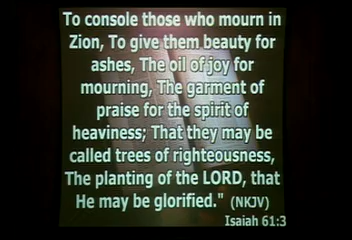 To console those who mourn in
Zion, To give them beauty for
ashes, The oil of joy for
mourning, The garment of
praise for the spirit of
heaviness; That they may be
called trees of righteousness,
The planting of the LORD, that
He may be glorified." (NKJV)
Isaiah 61:3